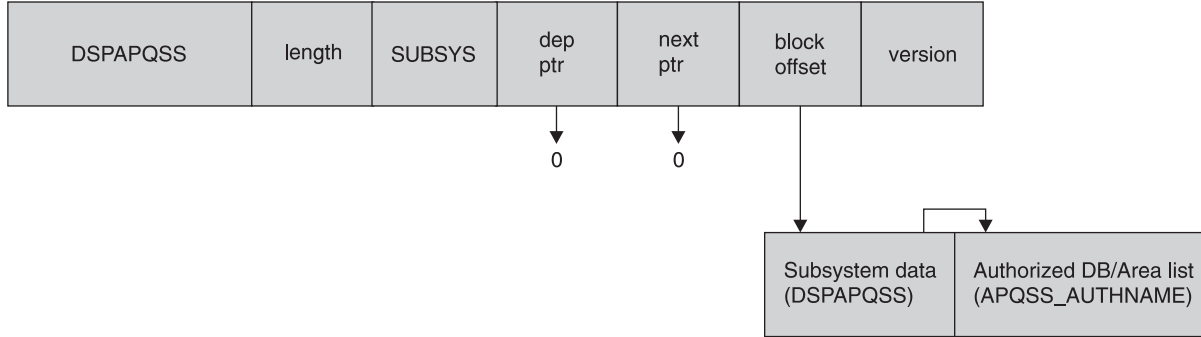 DSPAPQSS
length
SUBSYS
dep
ptr
next
ptr
block
offset
version
0
0
Subsystem data
(DSPAPQSS)
Authorized DB/Area list
(APQSS_AUTHNAME)